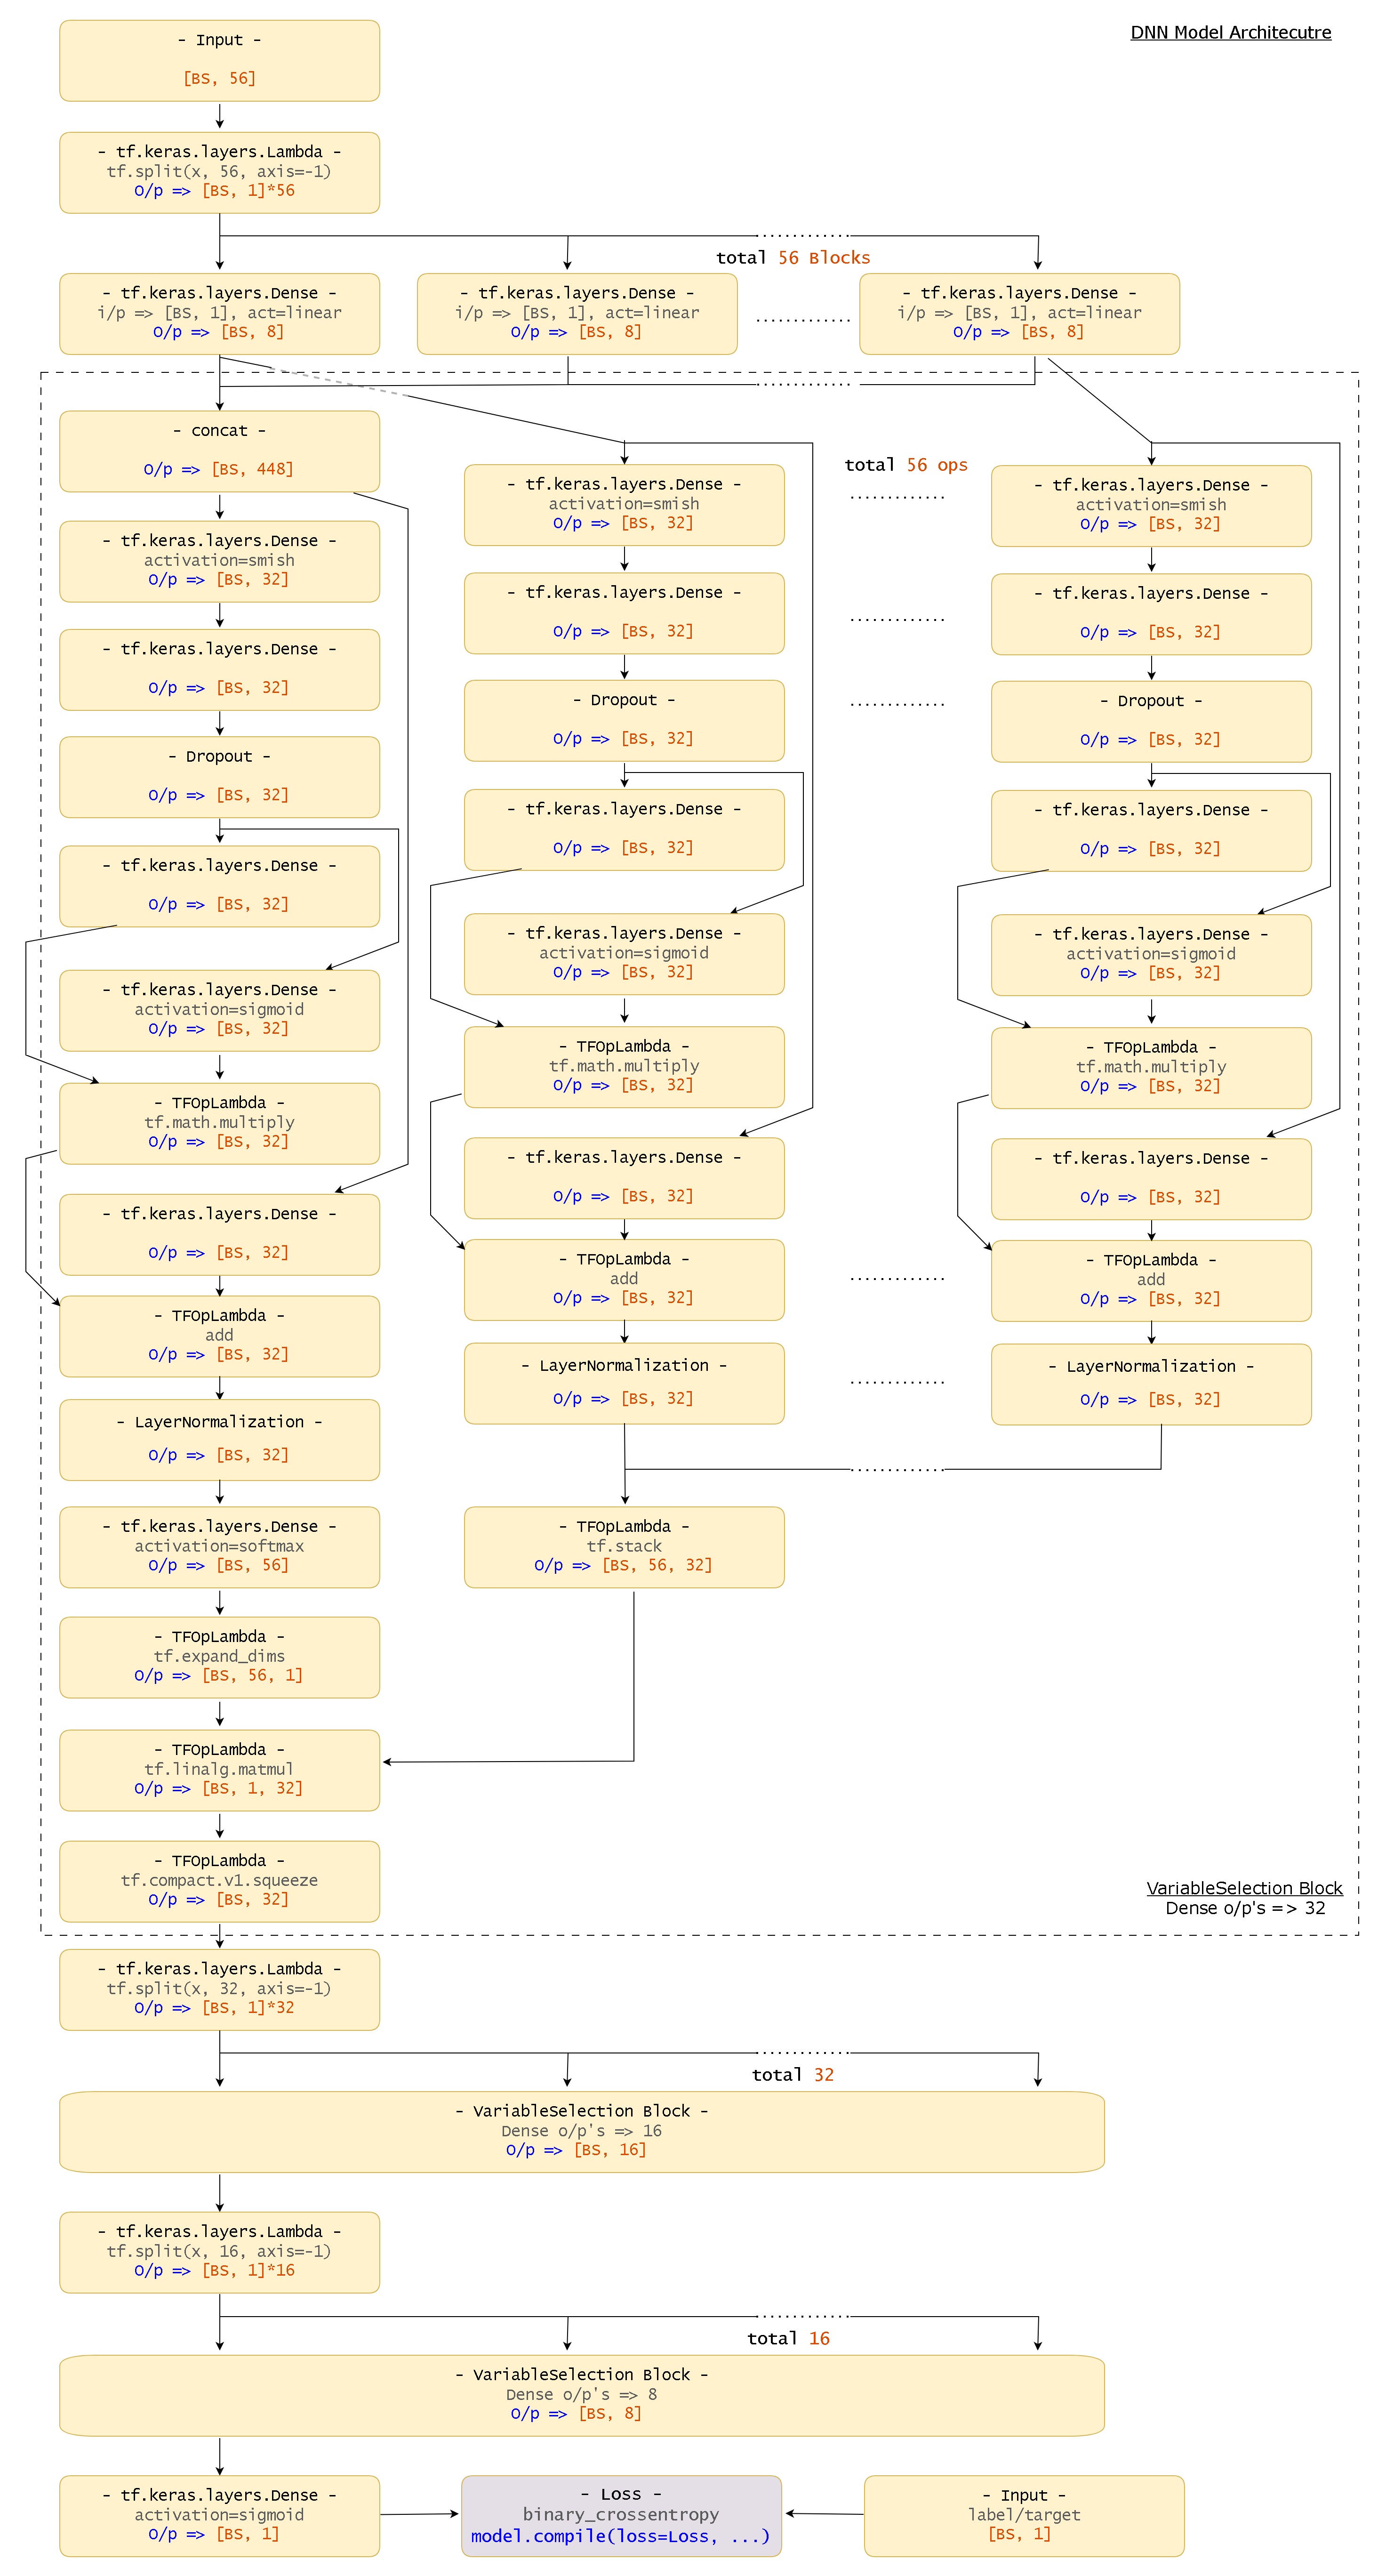 DNN Model Architecutre
- Input -
[BS, 56]
- tf.keras.layers.Lambda -
tf.split(x, 56, axis=-1)
O/p => [BS, 1]*56
total 56 Blocks
- tf.keras.layers.Dense -
i/p => [BS, 1], act=linear
O/p => [BS, 8]
- tf.keras.layers.Dense -
i/p => [BS, 1], act=linear
O/p => [BS, 8]
- tf.keras.layers.Dense -
i/p => [BS, 1], act=linear
O/p => [BS, 8]
- concat -
O/p => [BS, 448]
- tf.keras.layers.Dense -
activation=smish
O/p => [BS, 32]
- tf.keras.layers.Dense -
O/p => [BS, 32]
- Dropout -
O/p => [BS, 32]
- tf.keras.layers.Dense -
O/p => [BS, 32]
- tf.keras.layers.Dense -
activation=sigmoid
O/p => [BS, 32]
- TFOpLambda -
tf.math.multiply
O/p => [BS, 32]
- tf.keras.layers.Dense -
O/p => [BS, 32]
- TFOpLambda -
add
O/p => [BS, 32]
- LayerNormalization -
O/p => [BS, 32]
- tf.keras.layers.Dense -
activation=softmax
O/p => [BS, 56]
- TFOpLambda -
tf.expand_dims
O/p => [BS, 56, 1]
- TFOpLambda -
tf.linalg.matmul
O/p => [BS, 1, 32]
- TFOpLambda -
tf.compact.v1.squeeze
O/p => [BS, 32]
- tf.keras.layers.Dense -
activation=smish
O/p => [BS, 32]
- tf.keras.layers.Dense -
O/p => [BS, 32]
- Dropout -
O/p => [BS, 32]
- tf.keras.layers.Dense -
O/p => [BS, 32]
- tf.keras.layers.Dense -
activation=sigmoid
O/p => [BS, 32]
- TFOpLambda -
tf.math.multiply
O/p => [BS, 32]
- tf.keras.layers.Dense -
O/p => [BS, 32]
- TFOpLambda -
add
O/p => [BS, 32]
- LayerNormalization -
O/p => [BS, 32]
- TFOpLambda -
tf.stack
O/p => [BS, 56, 32]
total 56 ops
- tf.keras.layers.Dense -
activation=smish
O/p => [BS, 32]
- tf.keras.layers.Dense -
O/p => [BS, 32]
- Dropout -
O/p => [BS, 32]
- tf.keras.layers.Dense -
O/p => [BS, 32]
- tf.keras.layers.Dense -
activation=sigmoid
O/p => [BS, 32]
- TFOpLambda -
tf.math.multiply
O/p => [BS, 32]
- tf.keras.layers.Dense -
O/p => [BS, 32]
- TFOpLambda -
add
O/p => [BS, 32]
- LayerNormalization -
O/p => [BS, 32]
VariableSelection Block
Dense o/p's => 32
- tf.keras.layers.Lambda -
tf.split(x, 32, axis=-1)
O/p => [BS, 1]*32
total 32
- VariableSelection Block -
Dense o/p's => 16
O/p => [BS, 16]
- tf.keras.layers.Lambda -
tf.split(x, 16, axis=-1)
O/p => [BS, 1]*16
total 16
- VariableSelection Block -
Dense o/p's => 8
O/p => [BS, 8]
- tf.keras.layers.Dense -
activation=sigmoid
O/p => [BS, 1]
- Loss -
binary_crossentropy
model.compile(loss=Loss, ...)
- Input -
label/target
[BS, 1]